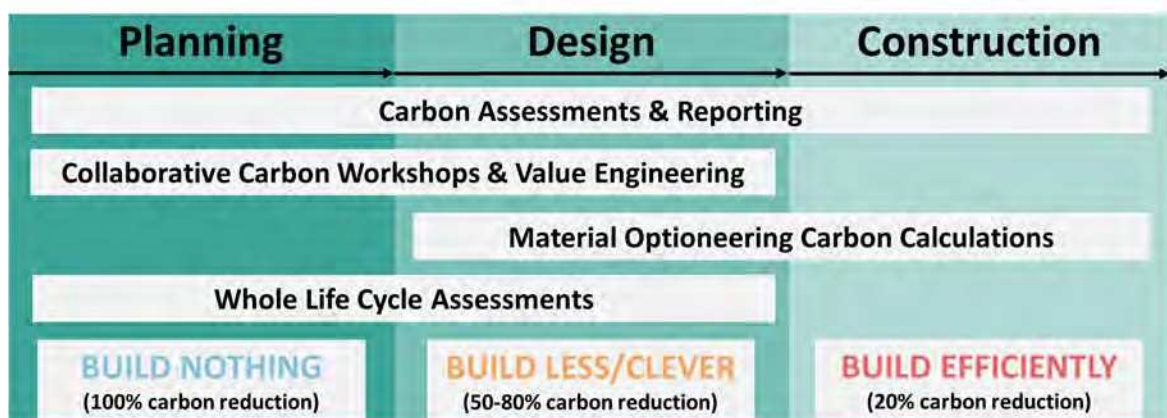 Planning Design Construction
Carbon Assessments & Reporting
Collaborative Carbon Workshops & Value Engineering
Material Optioneering Carbon Calculations
Whole Life Cycle Assessments
BUILD NOTHING BUILD LESS/CLEVER BUILD EFFICIENTLY
(100% carbon reduction) (50-80% carbon reduction) (20% carbon reduction)